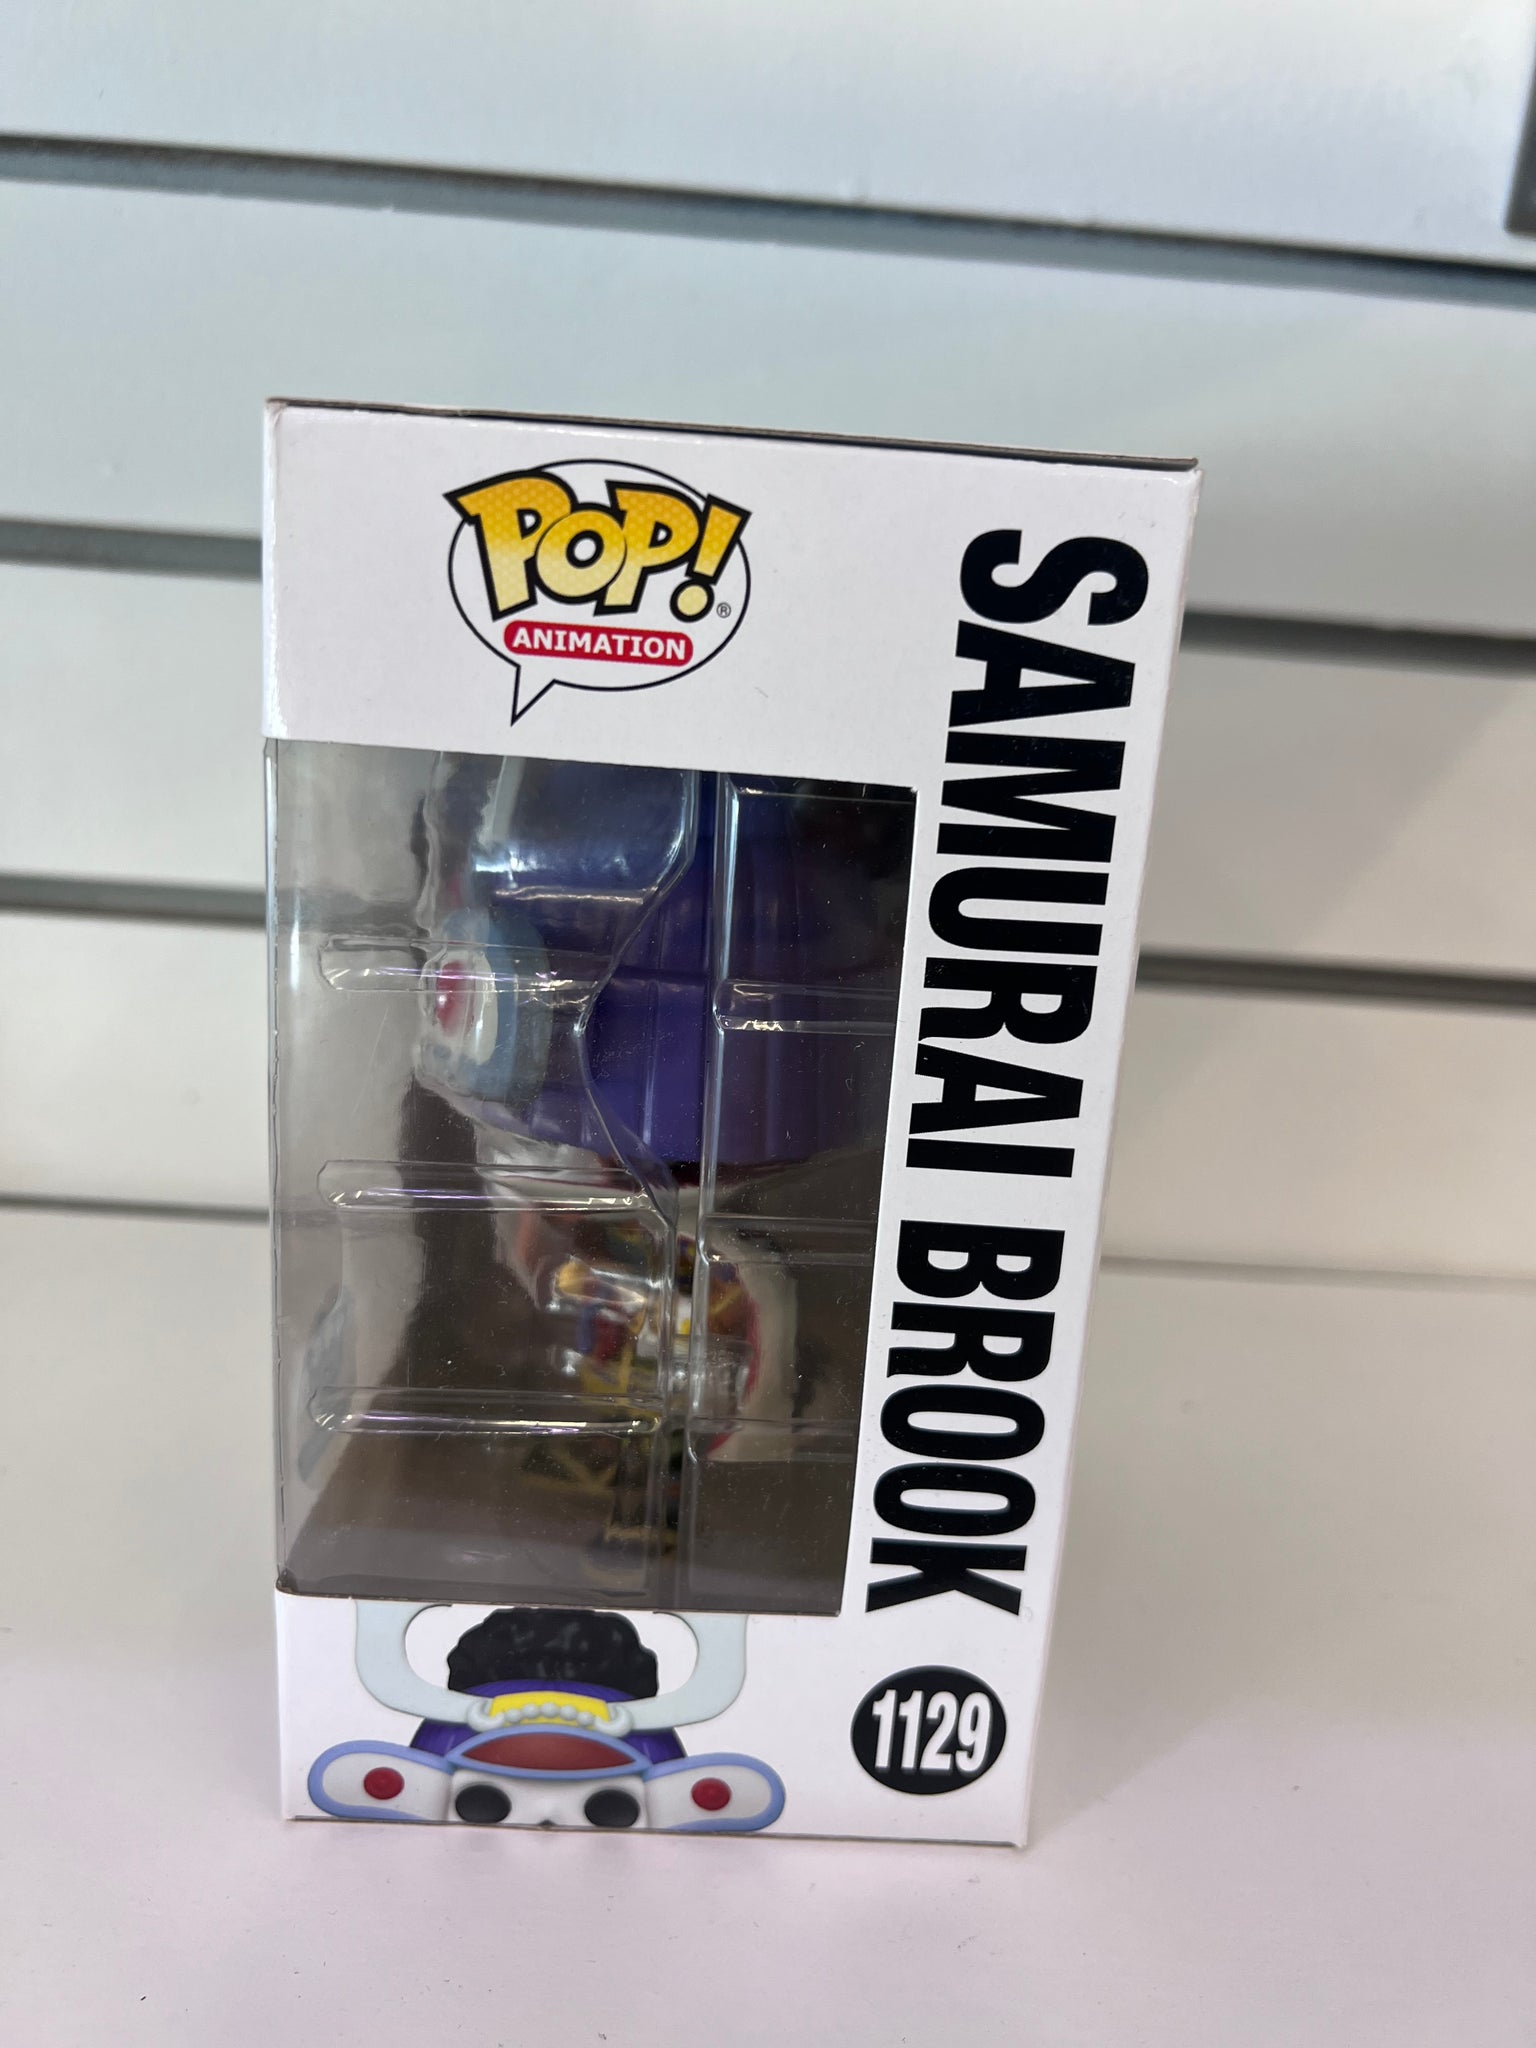 POP!®
ANIMATION
SAMURAI BROOK
1129